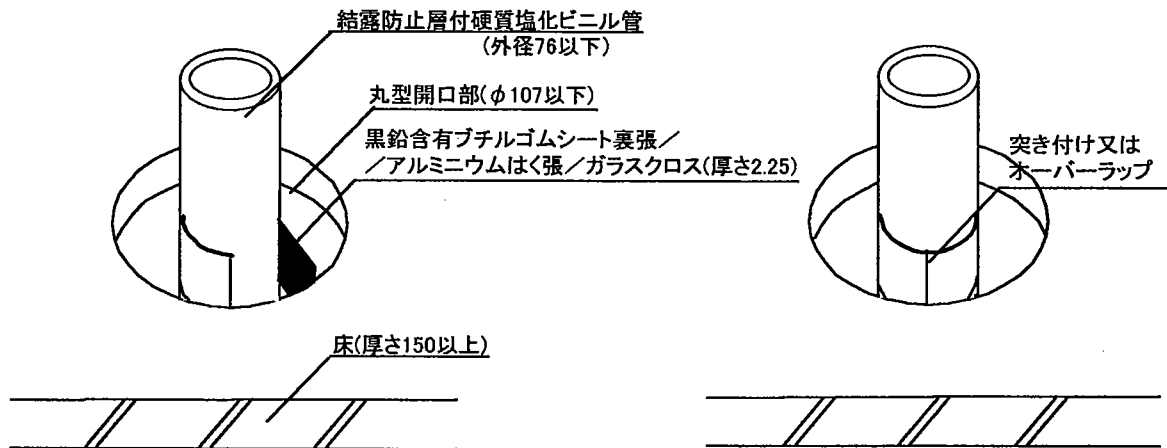 結露防止層付硬質塩化ビニル管
(外径76以下)
丸型開口部(φ107以下)
黒鉛含有ブチルゴムシート裏張／
／アルミニウムはく張／ガラスクロス(厚さ2.25)
突き付け又は
オーバーラップ
床(厚さ150以上)